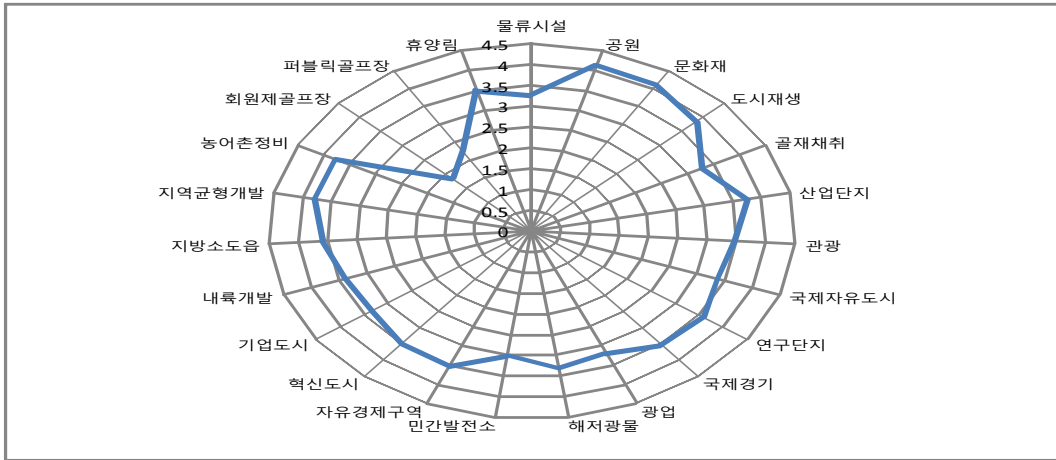 물류시설
공원
문화재
도시재생
골재채취
산업단지
관광
국제자유도시
연구단지
국제경기
광업
해저광물
민간발전소
자유경제구역
혁신도시
기업도시
내륙개발
지방소도읍
지역균형개발
농어촌정비
회원제골프장
퍼블릭골프장
휴양림
4.5
4
3.5
3
2.5
2
1.5
1
0.5
0